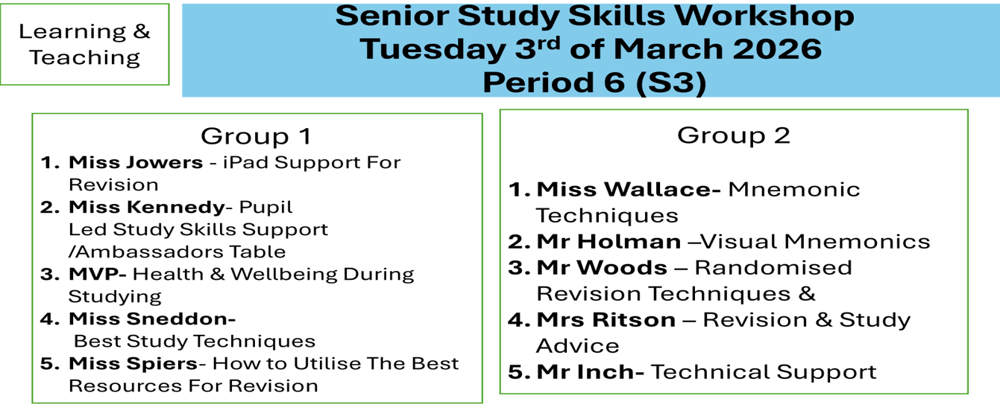 Learning &
Teaching
Senior Study Skills Workshop
Tuesday 3rd of March 2026
Period 6 (S3)
Group 1
1. Miss Jowers - iPad Support For
Revision
2. Miss Kennedy- Pupil
Led Study Skills Support
/Ambassadors Table
3. MVP- Health & Wellbeing During
Studying
4. Miss Sneddon-
Best Study Techniques
5. Miss Spiers- How to Utilise The Best
Resources For Revision
Group 2
1. Miss Wallace- Mnemonic
Techniques
2. Mr Holman –Visual Mnemonics
3. Mr Woods – Randomised
Revision Techniques &
4. Mrs Ritson – Revision & Study
Advice
5. Mr Inch- Technical Support